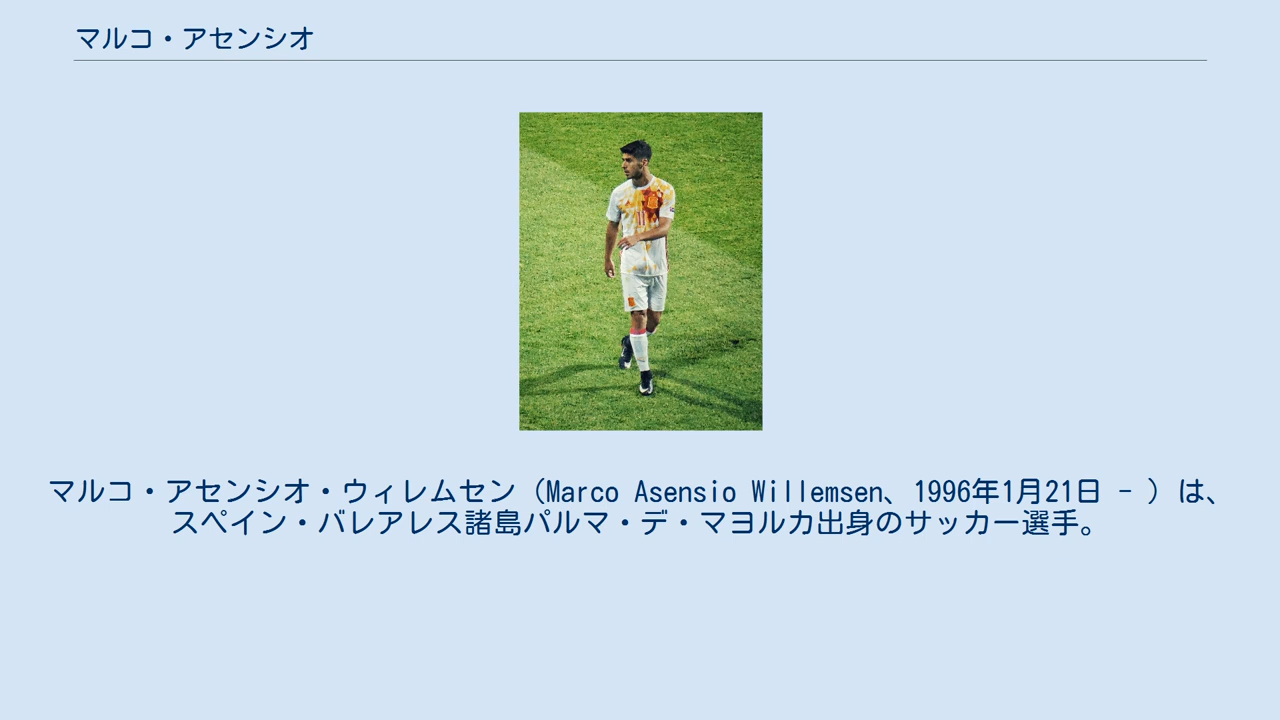 マルコ・アセンシオ
マルコ・アセンシオ・ウィレムセン（Marco Asensio Willemsen、1996年1月21日 - ）は、
スペイン・バレアレス諸島パルマ・デ・マヨルカ出身のサッカー選手。